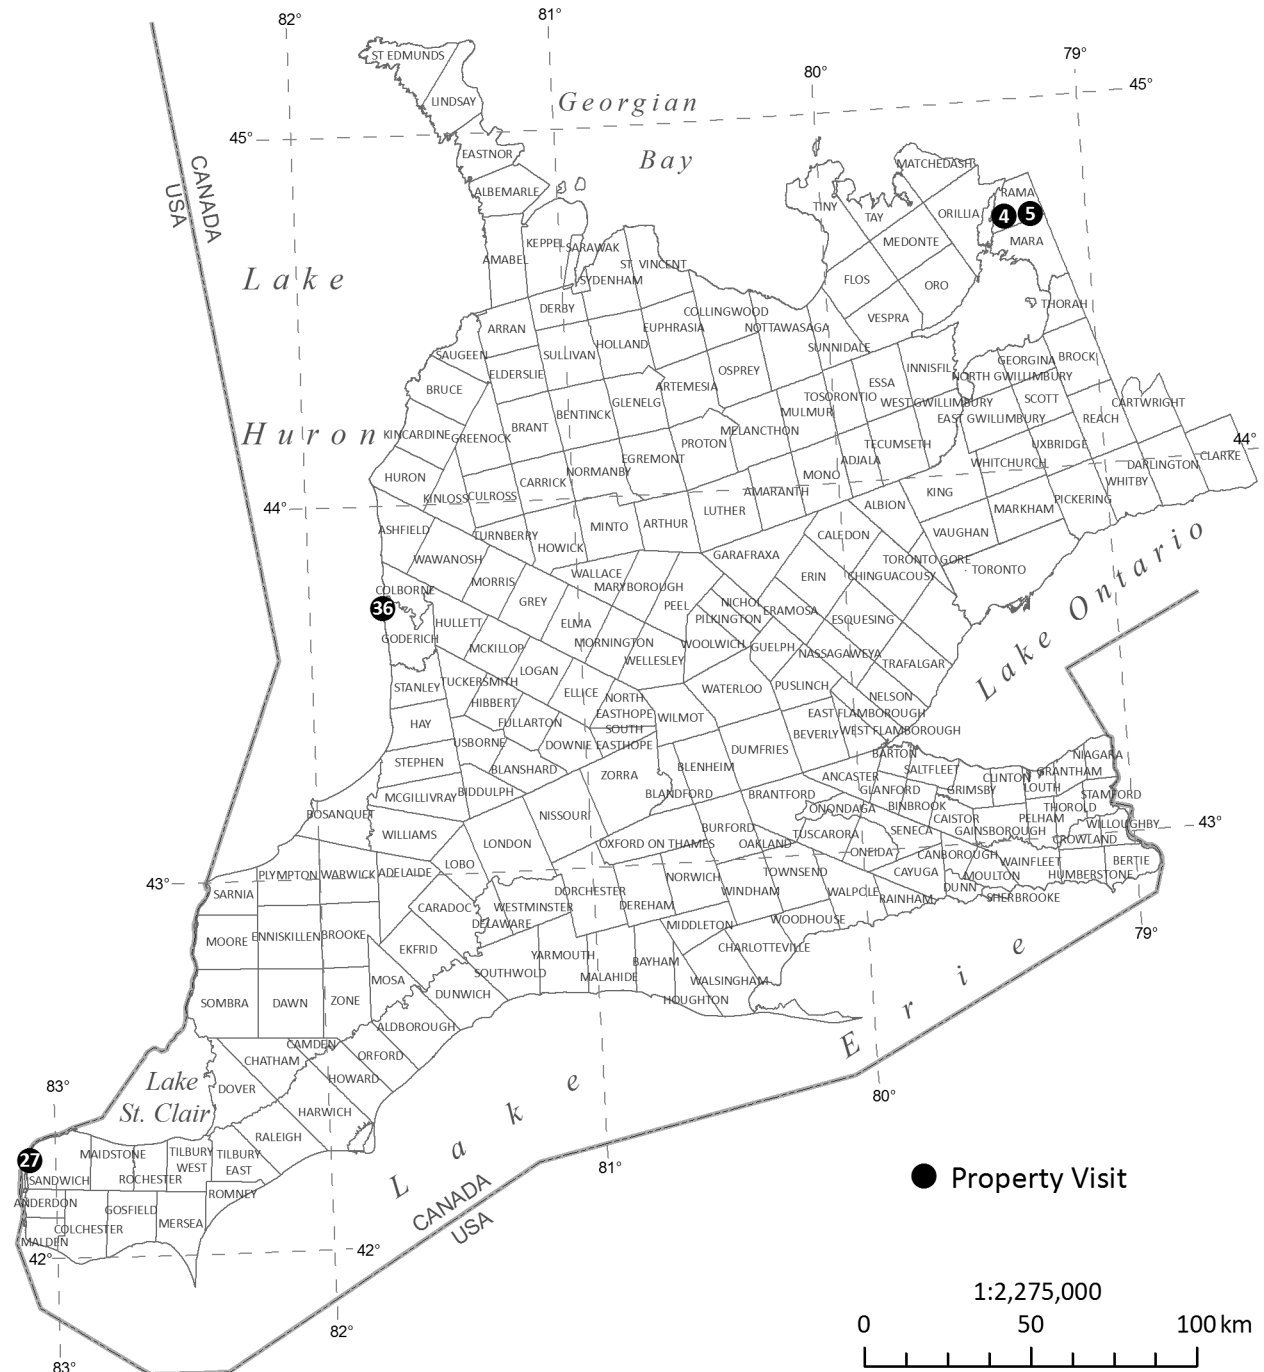 82°
81°
80°
79°
45°
45°
ST EDMUNDS
LINDSAY
Georgian
Bay
EASTNOR
ALBEMARLE
CANADA
USA
MATCHEDASH
RAMA
4
5
TINY
TAY
ORILLIA
MEDONTE
MARA
KEPPEL
SARAWAK
AMABEL
ST VINCENT
SYDENHAM
FLOS
ORO
Lake
DERBY
COLLINGWOOD
VESPRA
THORAH
ARRAN
EUPHRASIA
NOTTAWASAGA
SAUGEEN
SULLIVAN
HOLLAND
SUNNIDALE
GEORGINA
BROCK
ELDERSLIE
OSPREY
INNISFIL
NORTH GWILLIMBURY
BRUCE
ARTEMESIA
ESSA
TOSORONTIO
WEST GWILLIMBURY
SCOTT
CARTWRIGHT
Huron
GLENELG
BENTINCK
MULMUR
EAST GWILLIMBURY
REACH
KINCARDINE
GREENOCK
BRANT
MELANCTHON
PROTON
TECUMSETH
UXBRIDGE
44°
EGREMONT
NORMANBY
ADJALA
WHITCHURCH
DARLINGTON
CLARKE
HURON
CARRICK
MONO
WHITBY
KINLOSS
CULROSS
AMARANTH
KING
PICKERING
44°
LUTHER
ALBION
MARKHAM
ASHFIELD
TURNBERRY
MINTO
ARTHUR
CALEDON
VAUGHAN
HOWICK
GARAFRAXA
TORONTO GORE
WAWANOSH
WALLACE
ERIN
CHINGUACOUSY
TORONTO
MORRIS
MARYBOROUGH
COLBORNE
36
GREY
PEEL
NICHOL
ERAMOSA
Lake Ontario
HULLETT
ELMA
PILKINGTON
ESQUESING
GODERICH
MORNINGTON
WOOLWICH
GUELPH
NASSAGAWEYA
MCKILLOP
WELLESLEY
TRAFALGAR
STANLEY
TUCKERSMITH
LOGAN
ELLICE
NORTH
EASTHOPE
WATERLOO
PUSLINCH
NELSON
HIBBERT
HAY
FULLARTON
WILMOT
EAST FLAMBOROUGH
SOUTH
EASTHOPE
BEVERLY
WEST FLAMBOROUGH
USBORNE
DOWNIE
DUMFRIES
BARTON
NIAGARA
STEPHEN
BLANSHARD
ZORRA
BLENHEIM
ANCASTER
SALTFLEET
CLINTON
GRANTHAM
LOUTH
MCGILLIVRAY
BIDDULPH
BLANDFORD
BRANTFORD
GLANFORD
GRIMSBY
STAMFORD
BOSANQUET
NISSOURI
ONONDAGA
BINBROOK
THOROLD
CAISTOR
PELHAM
WILLOUGHBY
43°
WILLIAMS
BURFORD
TUSCARORA
SENECA
GAINSBOROUGH
CROWLAND
LONDON
OXFORD ON THAMES
OAKLAND
ONEIDA
CANBOROUGH
WAINFLEET
BERTIE
LOBO
43°
SARNIA
PLYMPTON
WARWICK
ADELAIDE
NORWICH
TOWNSEND
CAYUGA
MOULTON
HUMBERSTONE
DORCHESTER
WINDHAM
WALPOLE
DUNN
CARADOC
WESTMINSTER
DEREHAM
RAINHAM
SHERBROOKE
DELAWARE
MIDDLETON
WOODHOUSE
MOORE
ENNISKILLEN
BROOKE
79°
EKFRID
YARMOUTH
CHARLOTTEVILLE
BAYHAM
SOUTHWOLD
MALAHIDE
MOSA
WALSINGHAM
SOMBRA
DAWN
ZONE
DUNWICH
HOUGHTON
ALDBOROUGH
CAMDEN
CHATHAM
ORFORD
Lake
St. Clair
83°
DOVER
HOWARD
80°
HARWICH
Lake Erie
RALEIGH
27
MAIDSTONE
TILBURY
WEST
TILBURY
EAST
81°
SANDWICH
ROCHESTER
Property Visit
ROMNEY
ANDERDON
GOSFIELD
MERSEA
CANADA
USA
COLCHESTER
MALDEN
42°
42°
1:2,275,000
82°
0 50 100 km
83°